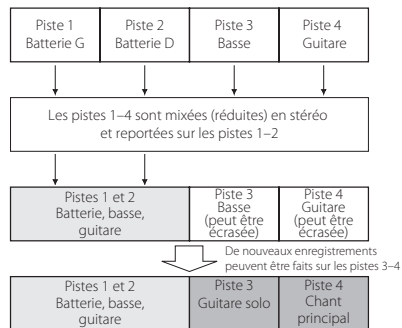 Piste 1
Batterie G
Piste 2
Batterie D
Piste 3
Basse
Piste 4
Guitare
Les pistes 1–4 sont mixées (réduites) en stéréo
et reportées sur les pistes 1–2
Pistes 1 et 2
Batterie, basse,
guitare
Piste 3
Basse
(peut être
écrasée)
Piste 4
Guitare
(peut être
écrasée)
De nouveaux enregistrements
peuvent être faits sur les pistes 3–4
Pistes 1 et 2
Batterie, basse,
guitare
Piste 3
Guitare solo
Piste 4
Chant
principal